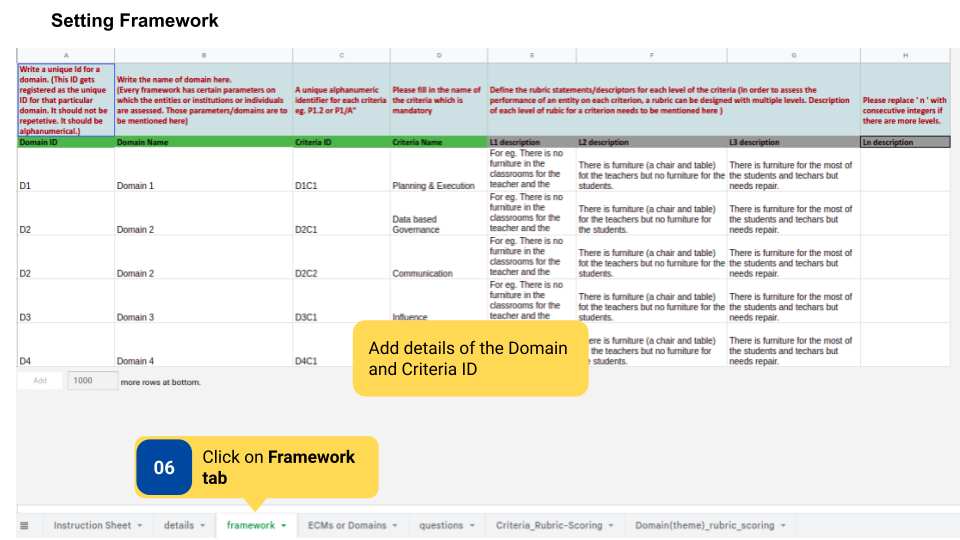 Setting Framework
A B C D E F G H
Write a unique Id for a
domain. (This ID gets
registered as the unique
ID for that particular
domain. It should not be
repetetive. It should be
alphanumerical.)
Write the name of domain here.
(Every framework has certain parameters on
which the entities or institutions or individuals
are assessed. Those parameters/domains are to
be mentioned here)
A unique alphanumeric
identifier for each criteria
eg. P1.2 or P1/A"
Please fill in the name of
the criteria which is
mandatory
Define the rubric statements/descriptors for each level of the criteria (In order to assess the
performance of an entity on each criterion, a rubric can be designed with multiple levels. Description
of each level of rubic for a criterion needs to be mentioned here )
Please replace ' n ' with
consecutive integers if
there are more levels.
Domain ID Domain Name Criteria ID Criteria Name L1 description L2 description L3 description Ln description
D1 Domain 1 D1C1 Planning & Execution
For eg. There is no
furniture in the
classrooms for the
teacher and the
There is furniture (a chair and table)
fot the teachers but no furniture for the
students.
There is furniture for the most of
the students and techars but
needs repair.
D2 Domain 2 D2C1
Data based
Governance
For eg. There is no
furniture in the
classrooms for the
teacher and the
There is furniture (a chair and table)
for the teachers but no furniture for
the students.
There is furniture for the most of
the students and techars but
needs repair.
D2 Domain 2 D2C2 Communication
For eg. There is no
furniture in the
classrooms for the
teacher and the
There is furniture (a chair and table)
fot the teachers but no furniture for the
students.
There is furniture for the most of
the students and techars but
needs repair.
D3 Domain 3 D3C1 Influence
For eg. There is no
furniture in the
classrooms for the
teacher and the
There is furniture (a chair and table)
fot the teachers but no furniture for the
students.
There is furniture for the most of
the students and techars but
needs repair.
D4 Domain 4 D4C1
is furniture (a chair and table)
the teachers but no furniture for
students.
There is furniture for the most of
the students and techars but
needs repair.
Add details of the Domain
and Criteria ID
Add 1000 more rows at bottom.
06
Click on Framework
tab
Instruction Sheet details framework ECMs or Domains questions Criteria_Rubric-Scoring Domain(theme)_rubric_scoring